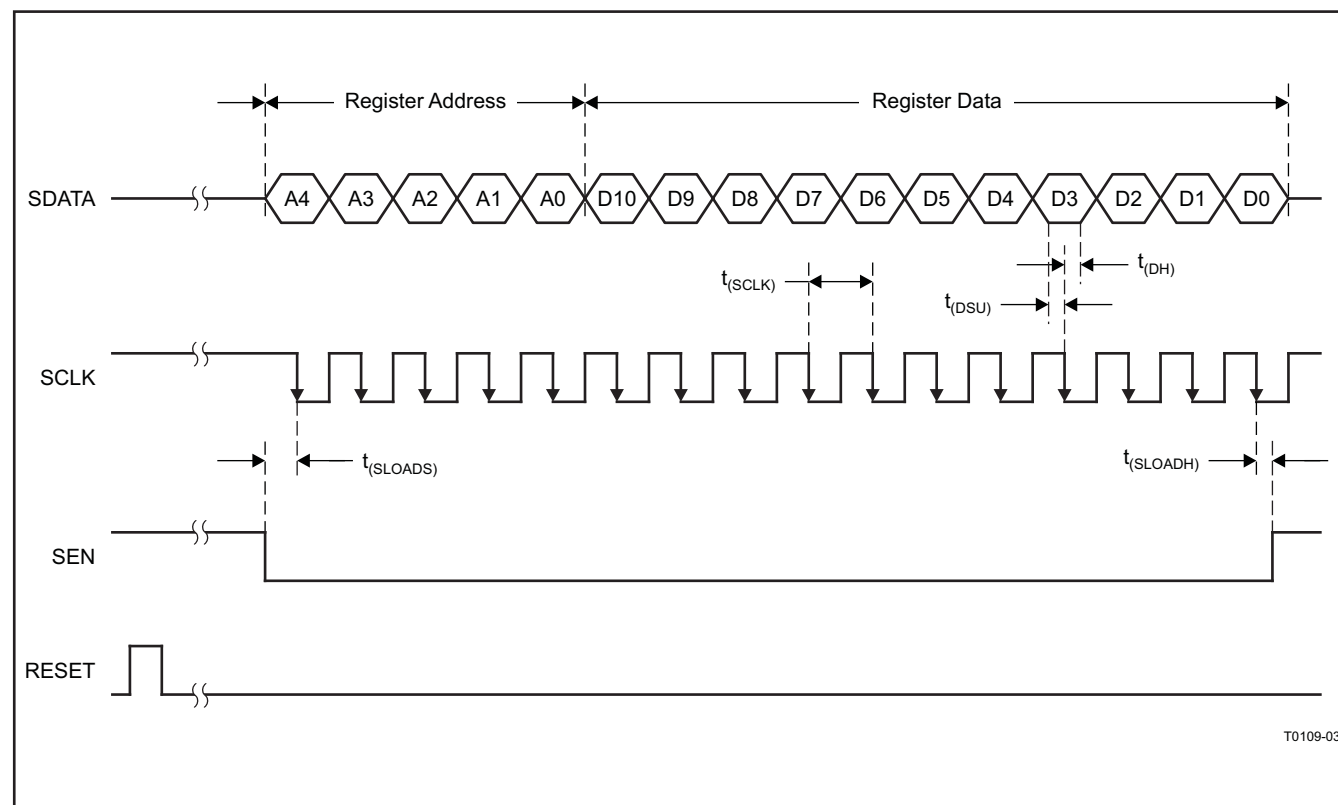 Register Address Register Data
SDATA A4 A3 A2 A1 A0 D10 D9 D8 D7 D6 D5 D4 D3 D2 D1 D0
t(SCLK) t(DH)
t(DSU)
SCLK
t(SLOADS) t(SLOADH)
SEN
RESET
T0109-03